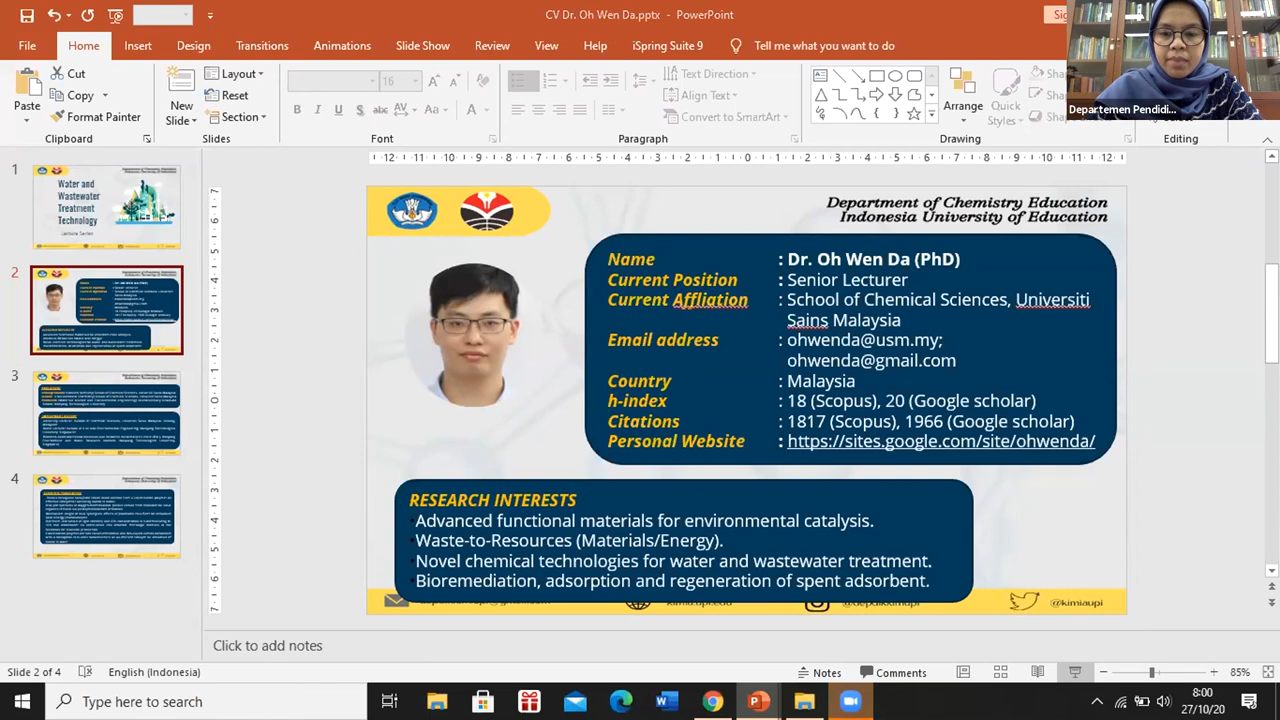 CV Dr. Oh Wen Da.pptx - PowerPoint
File Home Insert Design Transitions Animations Slide Show Review View Help iSpring Suite 9 Tell me what you want to do
Paste
Cut
Copy
Format Painter
Clipboard
New Slide
Layout
Reset
Section
Slides
16
Font
Text Direction
Align Text
Convert to SmartArt
Paragraph
Arrange
Quick Styles
Drawing
Editing
Departemen Pendidi...
1
Water and
Wastewater
Treatment
Technology
2
3
4
Department of Chemistry Education
Indonesia University of Education
Name : Dr. Oh Wen Da (PhD)
Current Position : Senior Lecturer
Current Affliation : School of Chemical Sciences, Universiti
Sains Malaysia
Email address : ohwenda@usm.my;
ohwenda@gmail.com
Country : Malaysia
h-index : 18 (Scopus), 20 (Google scholar)
Citations : 1817 (Scopus), 1966 (Google scholar)
Personal Website : https://sites.google.com/site/ohwenda/
RESEARCH INTERESTS
Advanced functional materials for environmental catalysis.
Waste-to-Resources (Materials/Energy).
Novel chemical technologies for water and wastewater treatment.
Bioremediation, adsorption and regeneration of spent adsorbent.
@kimiaupi
Click to add notes
Slide 2 of 4 English (Indonesia) Notes Comments 85%
Type here to search
8:00
27/10/20